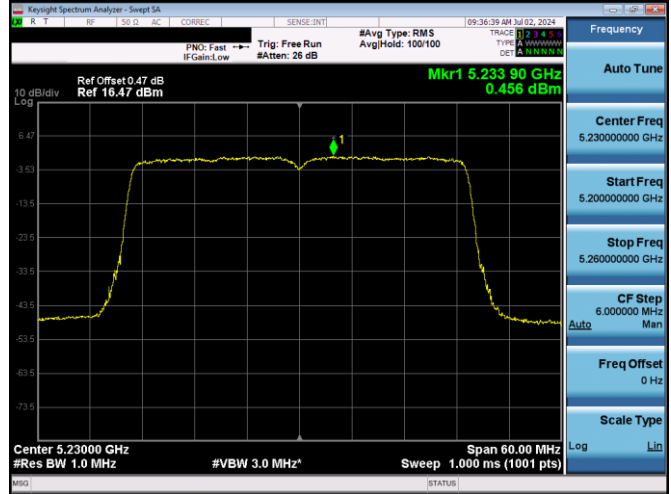 Keysight Spectrum Analyzer - Swept SA
RF 50 Ω AC CORREC SENSE:INT 09:36:39 AM Jul 02, 2024
R T
PNO: Fast Trig: Free Run
IFGain:Low #Atten: 26 dB
#Avg Type: RMS
Avg|Hold: 100/100
TRACE 1 2 3 4 5 6
TYPE A WWWWW
DET A N N N N N
Frequency
Mkr1 5.233 90 GHz
0.456 dBm
Ref Offset 0.47 dB
10 dB/div Ref 16.47 dBm
Log
1
6.47
-3.53
-13.5
-23.5
-33.5
-43.5
-53.5
-63.5
-73.5
Center 5.23000 GHz Span 60.00 MHz
#Res BW 1.0 MHz #VBW 3.0 MHz* Sweep 1.000 ms (1001 pts)
MSG STATUS
Auto Tune
Center Freq
5.230000000 GHz
Start Freq
5.200000000 GHz
Stop Freq
5.260000000 GHz
CF Step
6.000000 MHz
Auto Man
Freq Offset
0 Hz
Scale Type
Log Lin